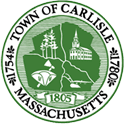 TOWN OF CARLISLE
1754
1780
1805
MASSACHUSETTS